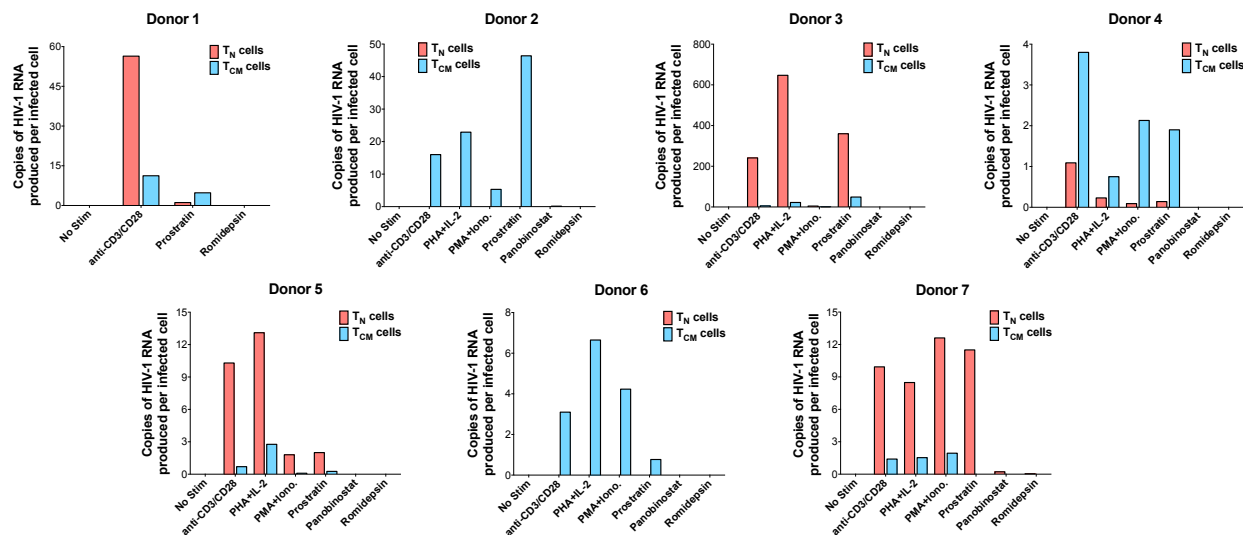 Donor 1
Copies of HIV-1 RNA
produced per infected cell
60
45
30
15
0
TN cells
TCM cells
No Stim
anti-CD3/CD28
Prostratin
Romidepsin
Donor 2
Copies of HIV-1 RNA
produced per infected cell
50
40
30
20
10
0
TN cells
TCM cells
No Stim
anti-CD3/CD28
PHA+IL-2
PMA+Iono.
Prostratin
Panobinostat
Romidepsin
Donor 3
Copies of HIV-1 RNA
produced per infected cell
800
600
400
200
0
TN cells
TCM cells
No Stim
anti-CD3/CD28
PHA+IL-2
PMA+Iono.
Prostratin
Panobinostat
Romidepsin
Donor 4
Copies of HIV-1 RNA
produced per infected cell
4
3
2
1
0
TN cells
TCM cells
No Stim
anti-CD3/CD28
PHA+IL-2
PMA+Iono.
Prostratin
Panobinostat
Romidepsin
Donor 5
Copies of HIV-1 RNA
produced per infected cell
15
12
9
6
3
0
TN cells
TCM cells
No Stim
anti-CD3/CD28
PHA+IL-2
PMA+Iono.
Prostratin
Panobinostat
Romidepsin
Donor 6
Copies of HIV-1 RNA
produced per infected cell
8
6
4
2
0
TN cells
TCM cells
No Stim
anti-CD3/CD28
PHA+IL-2
PMA+Iono.
Prostratin
Panobinostat
Romidepsin
Donor 7
Copies of HIV-1 RNA
produced per infected cell
15
12
9
6
3
0
TN cells
TCM cells
No Stim
anti-CD3/CD28
PHA+IL-2
PMA+Iono.
Prostratin
Panobinostat
Romidepsin